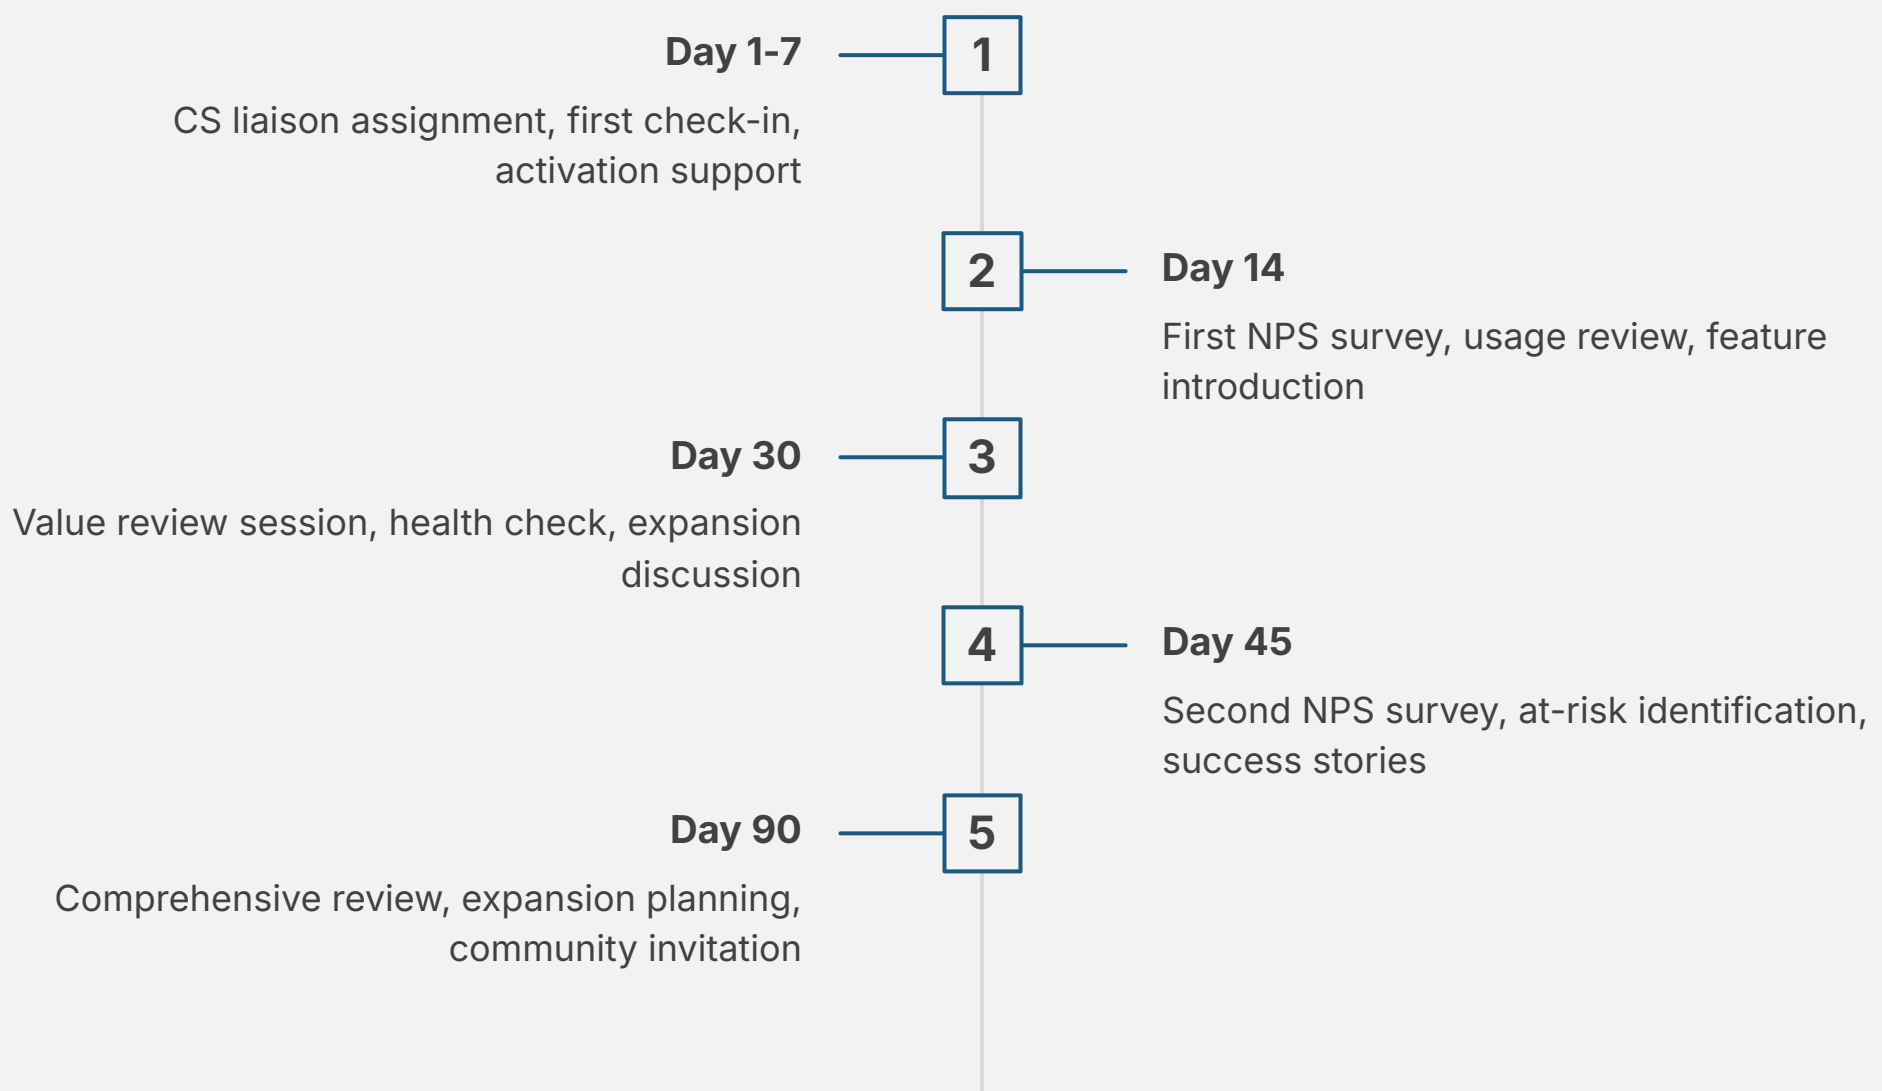 1
Day 1-7
CS liaison assignment, first check-in,
activation support
2
Day 14
First NPS survey, usage review, feature
introduction
3
Day 30
Value review session, health check, expansion
discussion
4
Day 45
Second NPS survey, at-risk identification,
success stories
5
Day 90
Comprehensive review, expansion planning,
community invitation